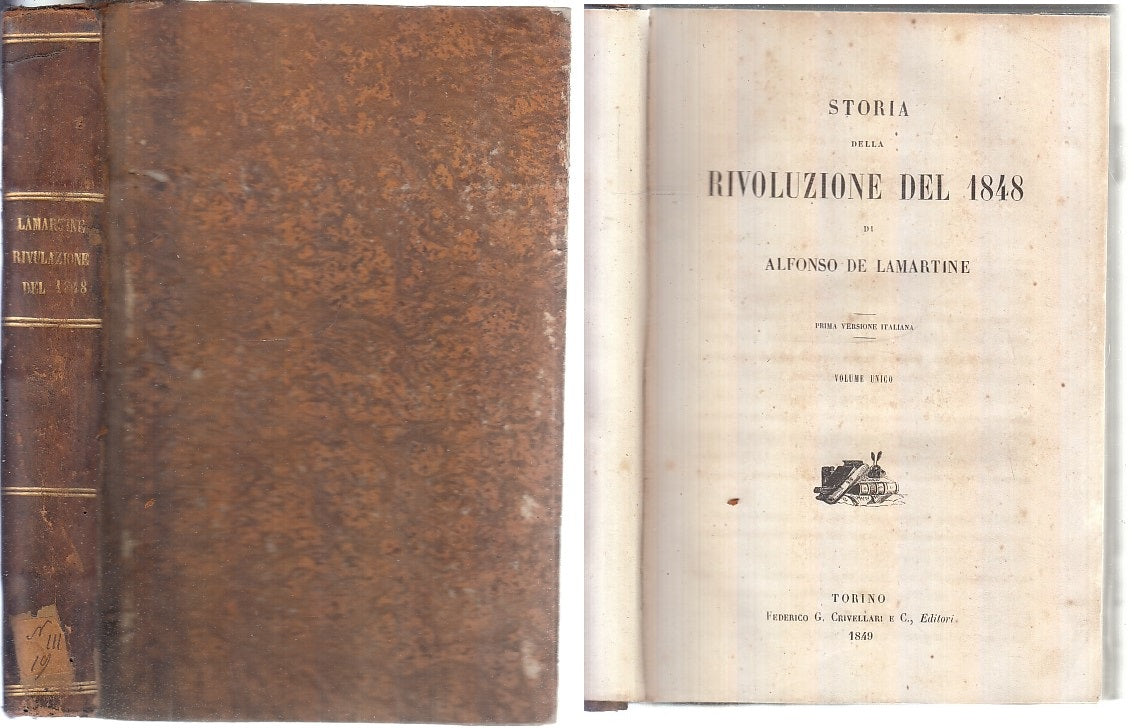 LAMARTINE
RIVULAZIONE
DEL 1848
N
III
19
STORIA
DELLA
RIVOLUZIONE DEL 1848
DI
ALFONSO DE LAMARTINE
PRIMA VERSIONE ITALIANA
VOLUME UNICO
TORINO
FEDERICO G. CRIVELLARI E C., Editori.
1849